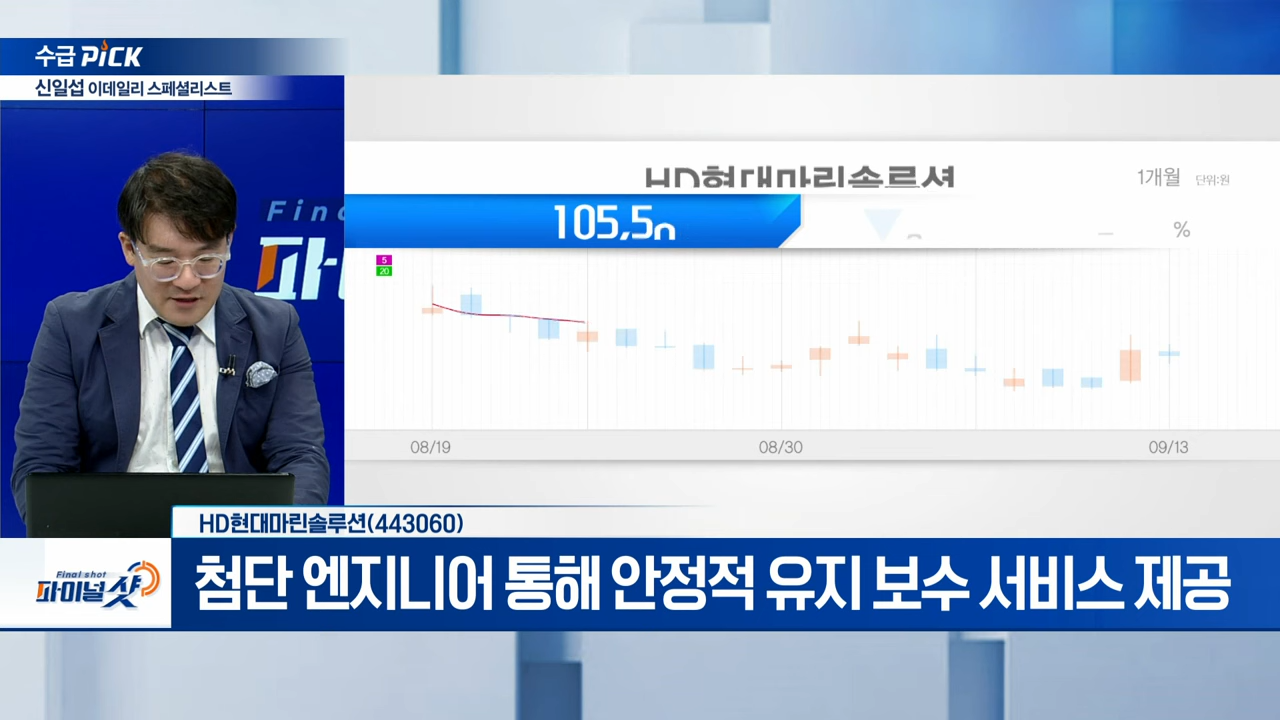 수급 PiCK
신일섭 이데일리 스페셜리스트
HD현대마린솔루션
1개월 단위:원
105,5
%
5
20
08/19 08/30 09/13
HD현대마린솔루션(443060)
Final shot
파이널샷
첨단 엔지니어 통해 안정적 유지 보수 서비스 제공